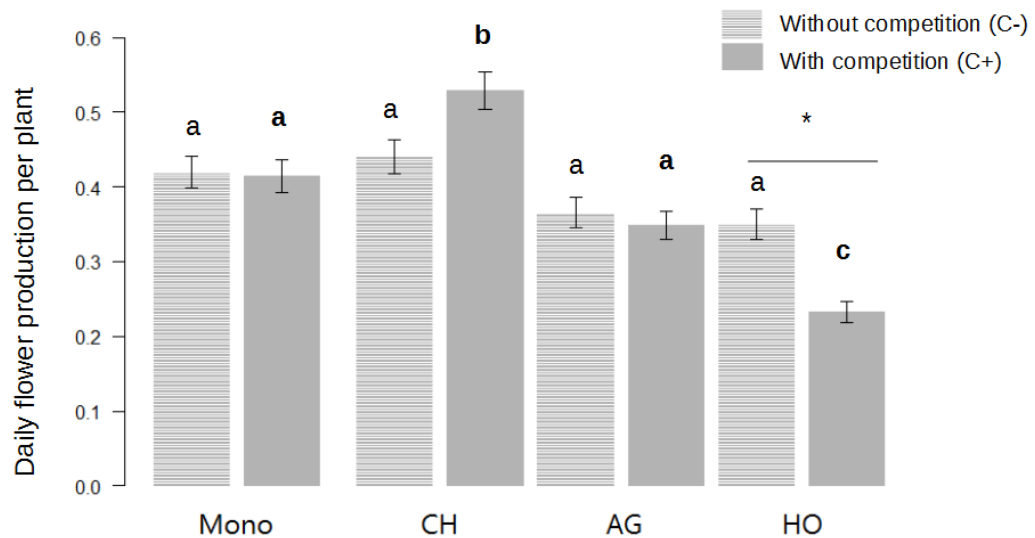 Without competition (C-)
With competition (C+)
Daily flower production per plant
0.6
0.5
0.4
0.3
0.2
0.1
0.0
a
a
a
b
a
a
a
*
c
Mono
CH
AG
HO